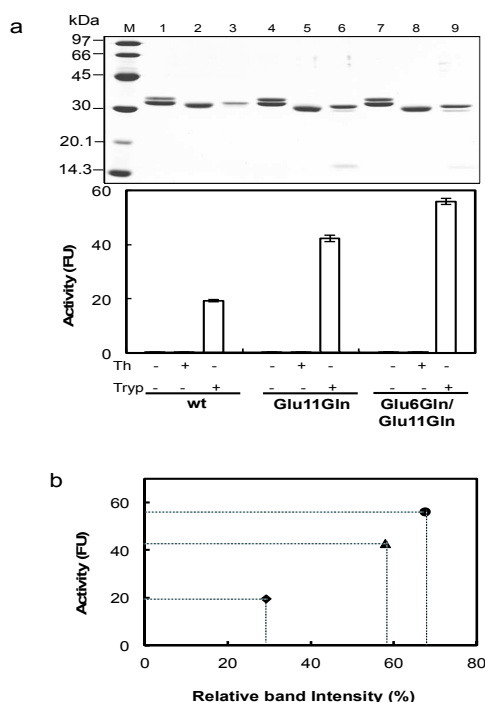 a
kDa M 1 2 3 4 5 6 7 8 9
97
66
45
30
20.1
14.3
60
40
20
0
Activity (FU)
Th - + - - + - - + -
Tryp - - + - - + - - +
wt Glu11Gln Glu6Gln/
Glu11Gln
b
60
40
20
0
Activity (FU)
0 20 40 60 80
Relative band Intensity (%)